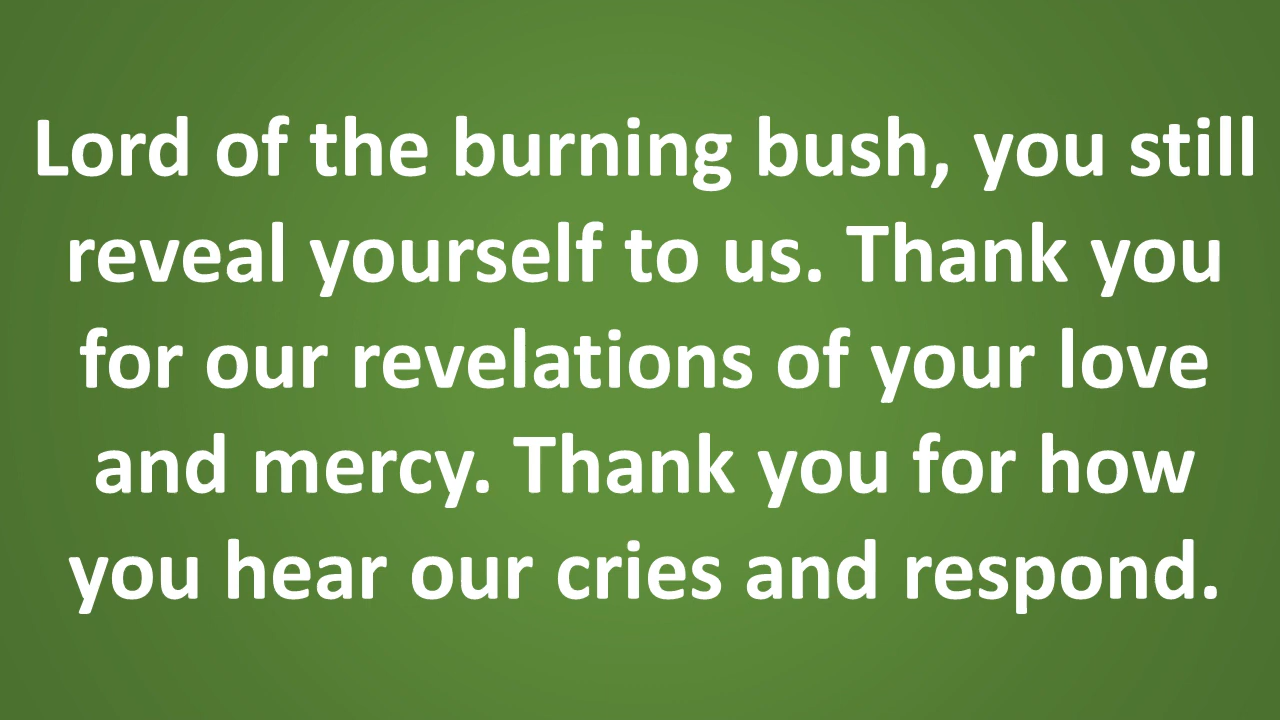 Lord of the burning bush, you still
reveal yourself to us. Thank you
for our revelations of your love
and mercy. Thank you for how
you hear our cries and respond.